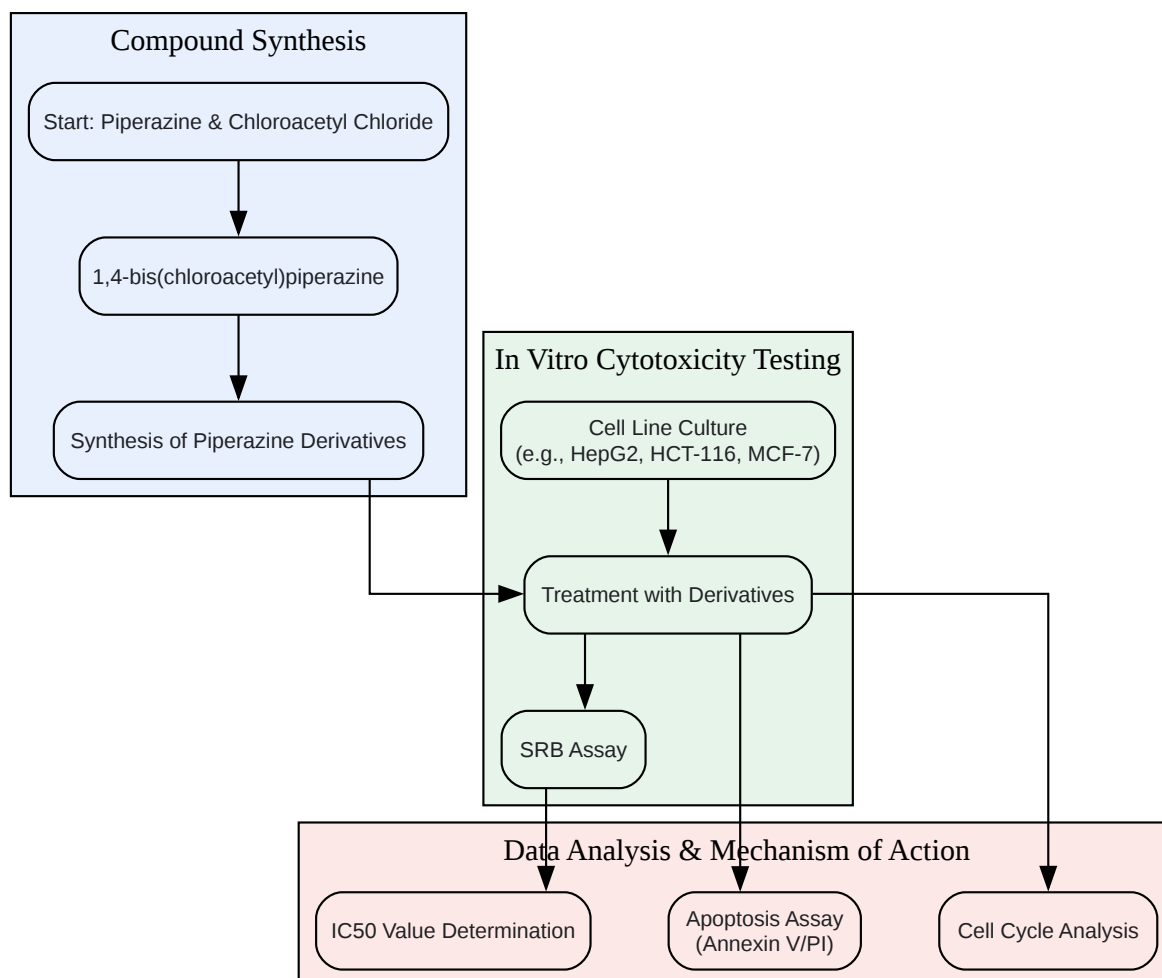 Compound Synthesis
Start: Piperazine & Chloroacetyl Chloride
1,4-bis(chloroacetyl)piperazine
Synthesis of Piperazine Derivatives
In Vitro Cytotoxicity Testing
Cell Line Culture
(e.g., HepG2, HCT-116, MCF-7)
Treatment with Derivatives
SRB Assay
Data Analysis & Mechanism of Action
IC50 Value Determination
Apoptosis Assay
(Annexin V/PI)
Cell Cycle Analysis